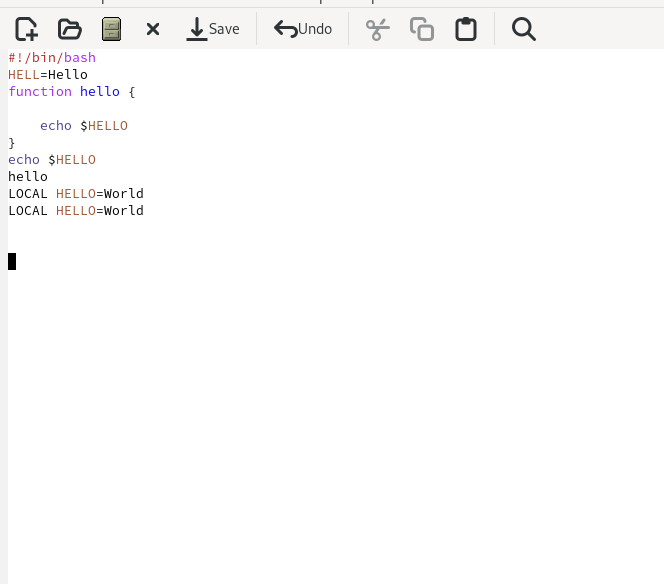 Save Undo
#!/bin/bash
HELL=Hello
function hello {
    echo $HELLO
}
echo $HELLO
hello
LOCAL HELLO=World
LOCAL HELLO=World